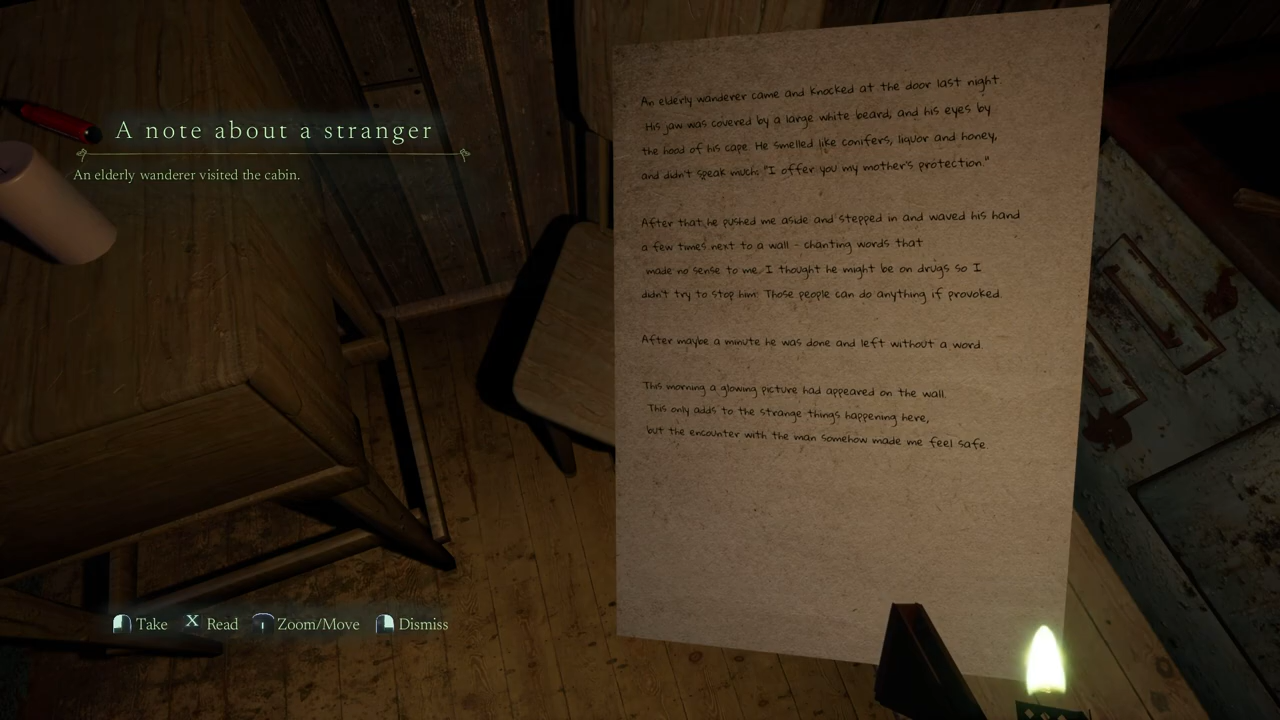 A note about a stranger
An elderly wanderer visited the cabin.
An elderly wanderer came and knocked at the door last night.
His jaw was covered by a large white beard, and his eyes by
the hood of his cape. He smelled like conifers, liquor and honey,
and didn't speak much: "I offer you my mother's protection."
After that he pushed me aside and stepped in and waved his hand
a few times next to a wall - chanting words that
made no sense to me. I thought he might be on drugs so I
didn't try to stop him. Those people can do anything if provoked.
After maybe a minute he was done and left without a word.
This morning a glowing picture had appeared on the wall.
This only adds to the strange things happening here,
but the encounter with the man somehow made me feel safe.
Take X Read Zoom/Move Dismiss